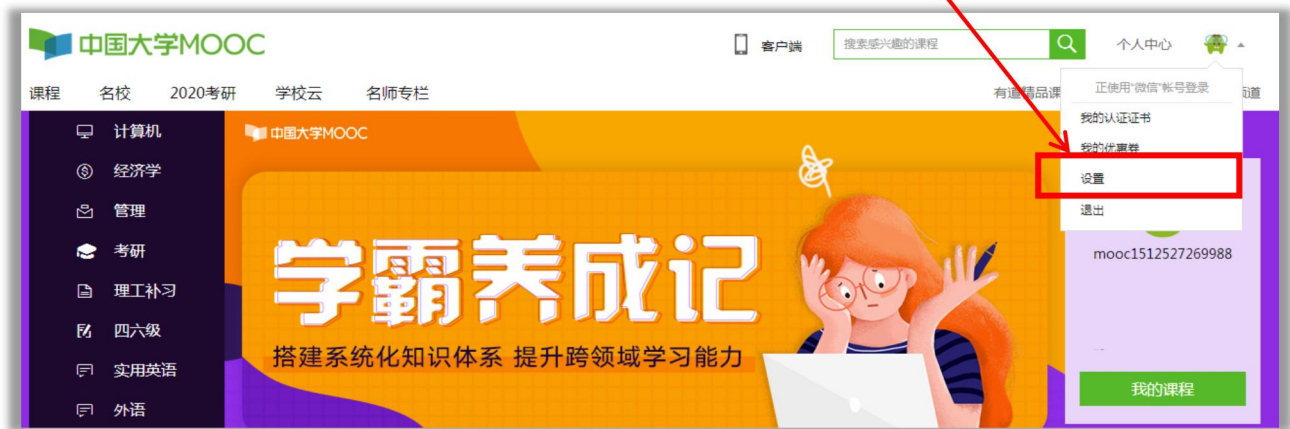 中国大学MOOC
客户端
搜索感兴趣的课程
个人中心
课程 名校 2020考研 学校云 名师专栏
有道精品课
正使用“微信”帐号登录
我的认证证书
我的优惠券
设置
退出
计算机
经济学
管理
考研
理工补习
四六级
实用英语
外语
中国大学MOOC
学霸养成记
搭建系统化知识体系 提升跨领域学习能力
mooc1512527269988
我的课程